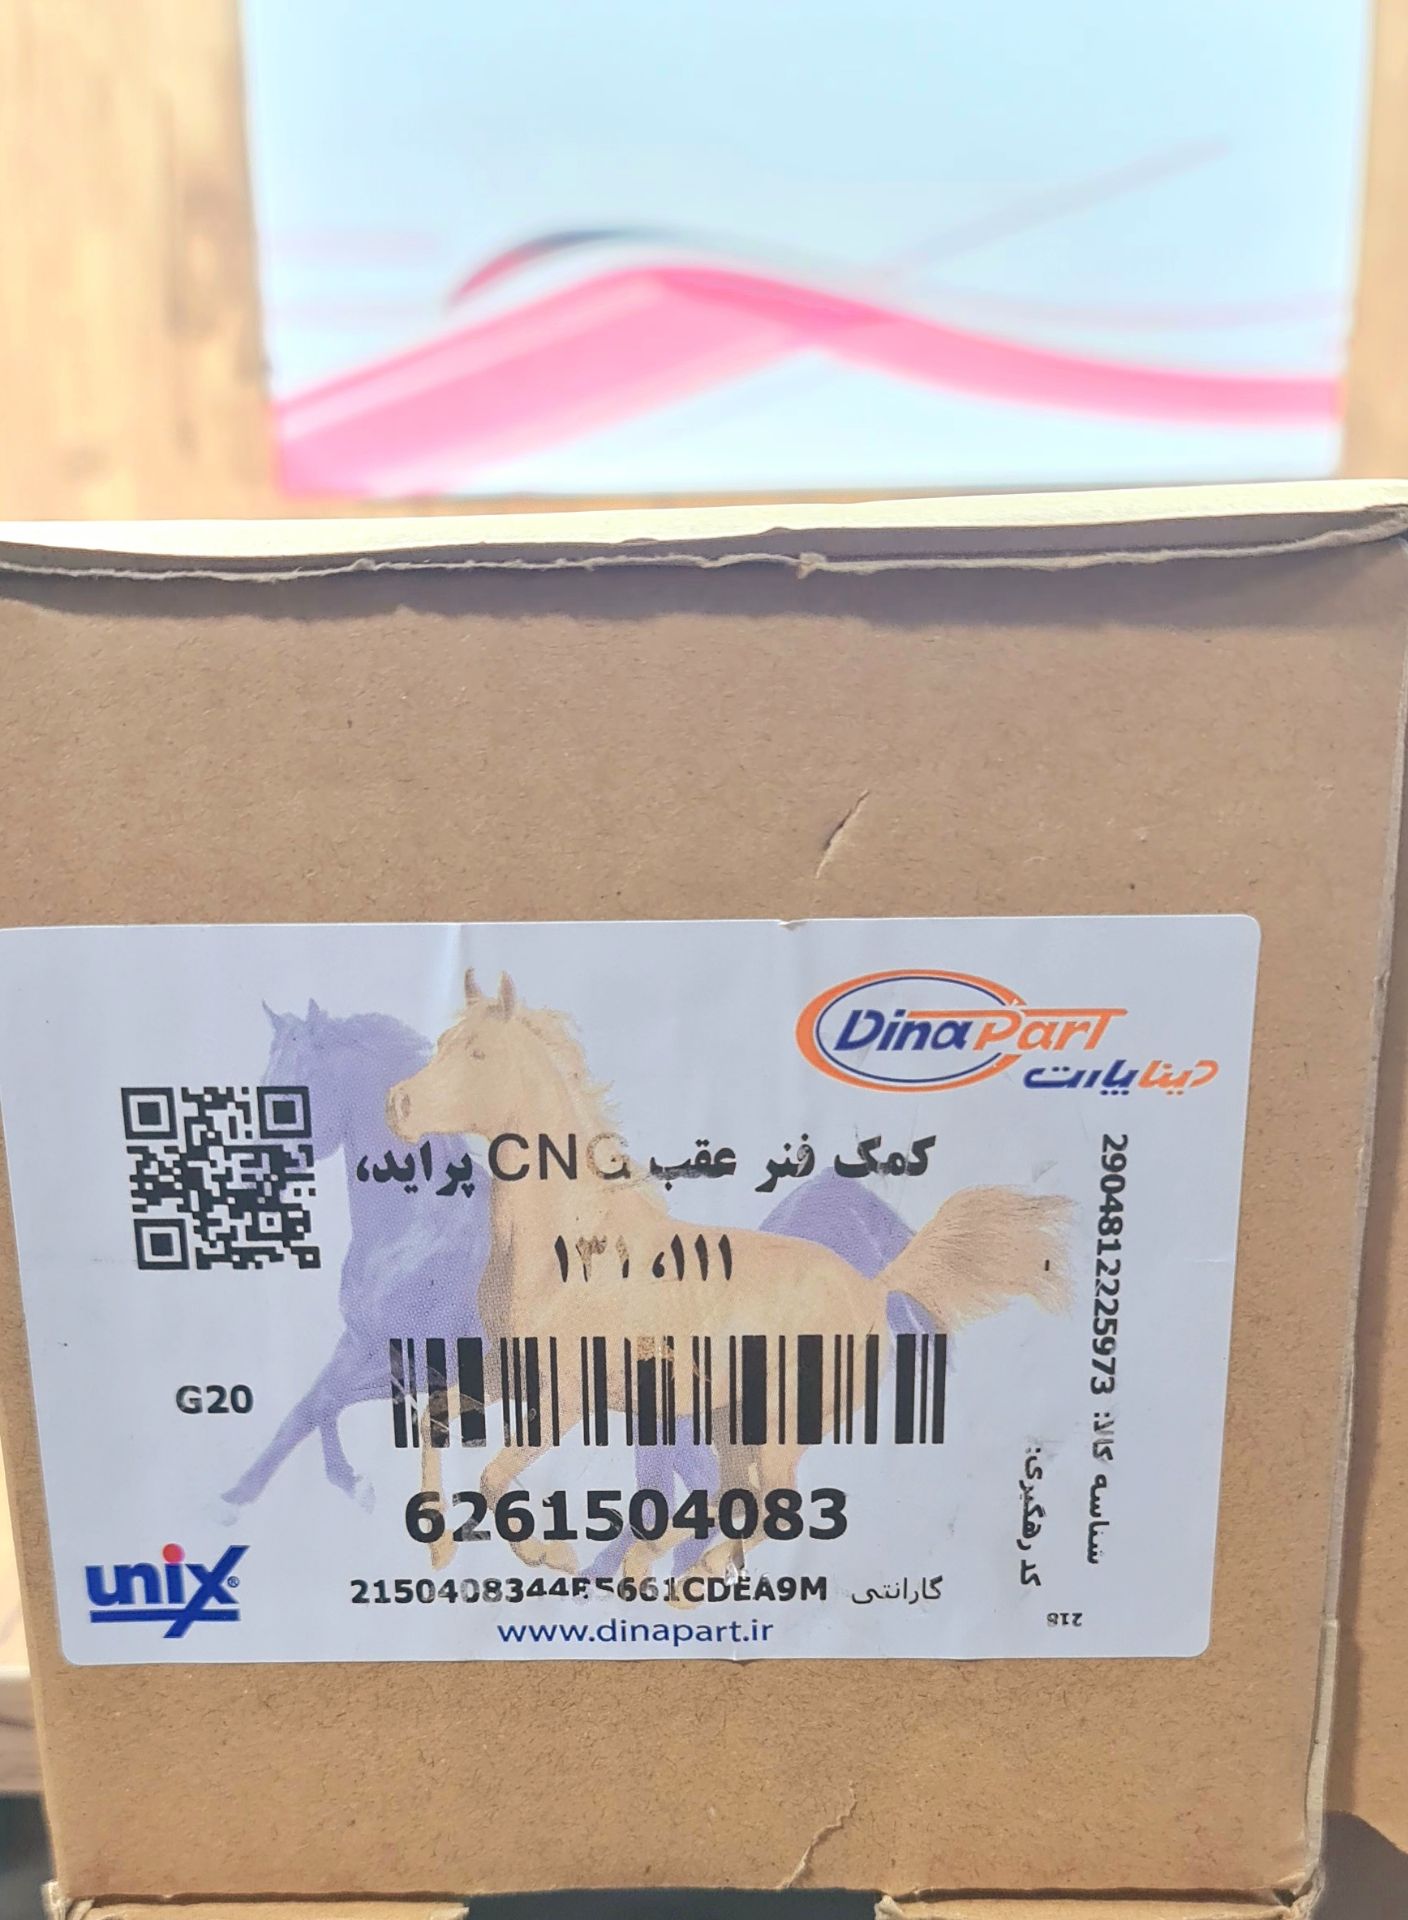 DinaPart
دیناپارت
کمک فنر عقب CNG پراید،
۱۱۱، ۱۳۱
G20
6261504083
unix®
گارانتی
www.dinapart.ir
شناسه کالا: 2904812225973
کد رهگیری: -
218